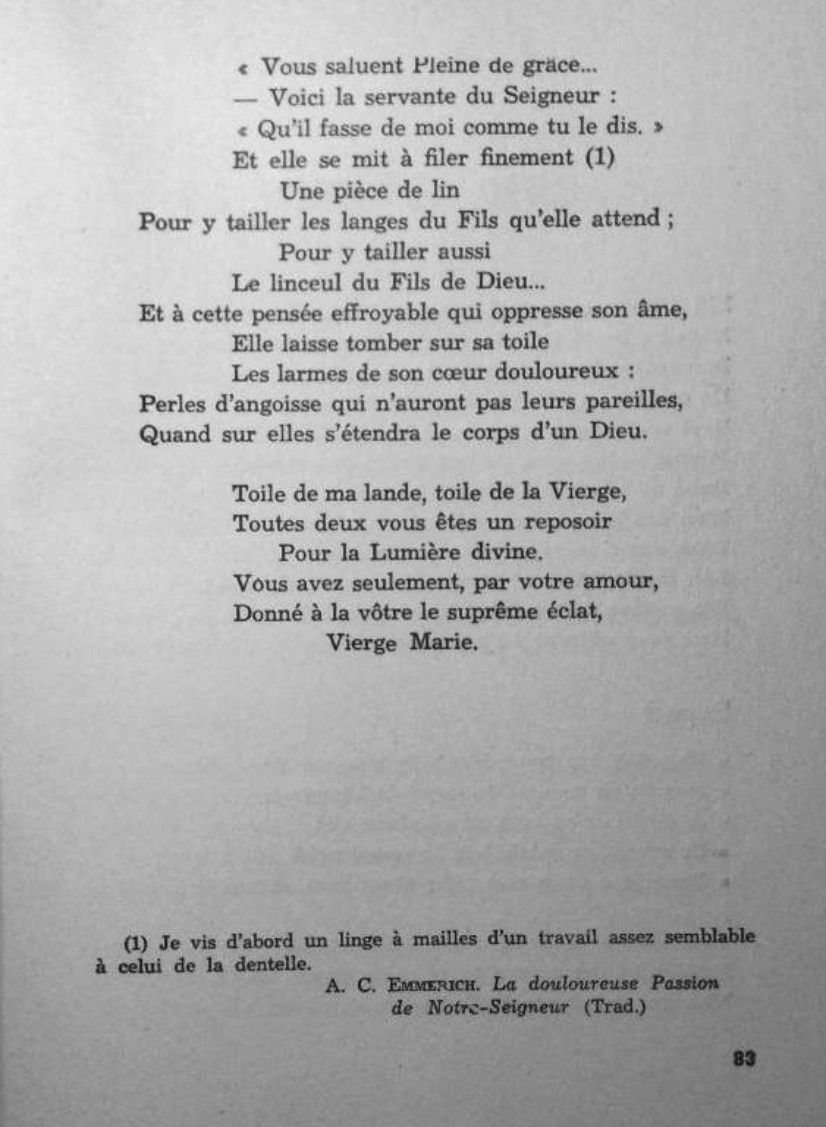 « Vous saluent Pleine de grâce...
— Voici la servante du Seigneur :
« Qu'il fasse de moi comme tu le dis. »
Et elle se mit à filer finement (1)
Une pièce de lin
Pour y tailler les langes du Fils qu'elle attend ;
Pour y tailler aussi
Le linceul du Fils de Dieu...
Et à cette pensée effroyable qui oppresse son âme,
Elle laisse tomber sur sa toile
Les larmes de son cœur douloureux :
Perles d'angoisse qui n'auront pas leurs pareilles,
Quand sur elles s'étendra le corps d'un Dieu.
Toile de ma lande, toile de la Vierge,
Toutes deux vous êtes un reposoir
Pour la Lumière divine.
Vous avez seulement, par votre amour,
Donné à la vôtre le suprême éclat,
Vierge Marie.
(1) Je vis d'abord un linge à mailles d'un travail assez semblable
à celui de la dentelle.
A. C. EMMERICH. La douloureuse Passion
de Notre-Seigneur (Trad.)
83